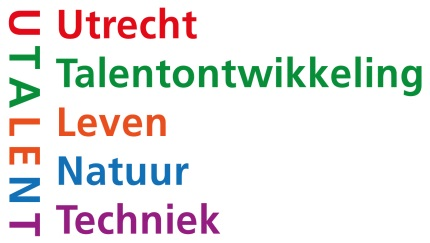 UTALENT
Utrecht
Talentontwikkeling
Leven
Natuur
Techniek